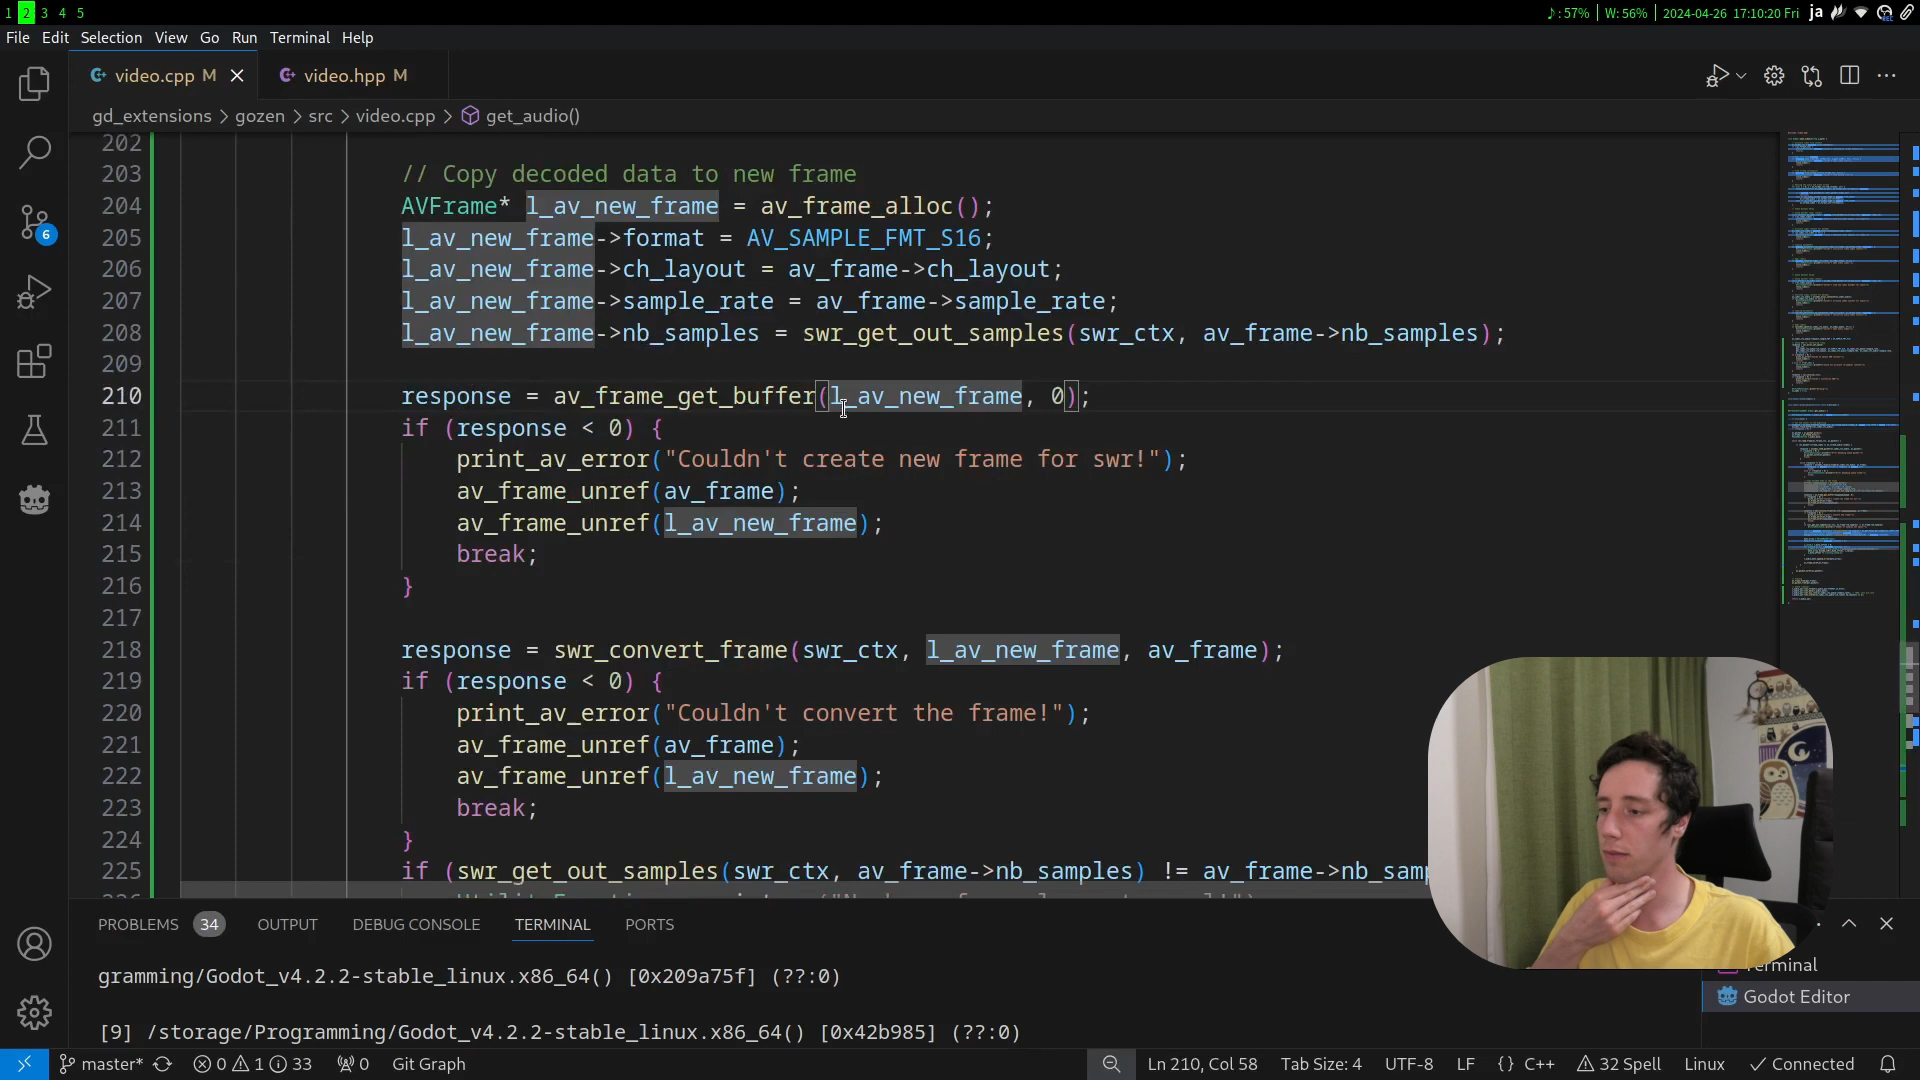 1 2 3 4 5
♪: 57% | W: 56% | 2024-04-26 17:10:20 Fri ja
File Edit Selection View Go Run Terminal Help
video.cpp M
video.hpp M
gd_extensions > gozen > src > video.cpp > get_audio()
202
203 // Copy decoded data to new frame
204 AVFrame* l_av_new_frame = av_frame_alloc();
205 l_av_new_frame->format = AV_SAMPLE_FMT_S16;
206 l_av_new_frame->ch_layout = av_frame->ch_layout;
207 l_av_new_frame->sample_rate = av_frame->sample_rate;
208 l_av_new_frame->nb_samples = swr_get_out_samples(swr_ctx, av_frame->nb_samples);
209
210 response = av_frame_get_buffer(l_av_new_frame, 0);
211 if (response < 0) {
212 print_av_error("Couldn't create new frame for swr!");
213 av_frame_unref(av_frame);
214 av_frame_unref(l_av_new_frame);
215 break;
216 }
217
218 response = swr_convert_frame(swr_ctx, l_av_new_frame, av_frame);
219 if (response < 0) {
220 print_av_error("Couldn't convert the frame!");
221 av_frame_unref(av_frame);
222 av_frame_unref(l_av_new_frame);
223 break;
224 }
225 if (swr_get_out_samples(swr_ctx, av_frame->nb_samples) != av_frame->nb_samp
6
PROBLEMS 34 OUTPUT DEBUG CONSOLE TERMINAL PORTS
gramming/Godot_v4.2.2-stable_linux.x86_64() [0x209a75f] (??:0)
[9] /storage/Programming/Godot_v4.2.2-stable_linux.x86_64() [0x42b985] (??:0)
Terminal
Godot Editor
master* 0 1 33 0 Git Graph
Ln 210, Col 58 Tab Size: 4 UTF-8 LF {} C++ 32 Spell Linux Connected